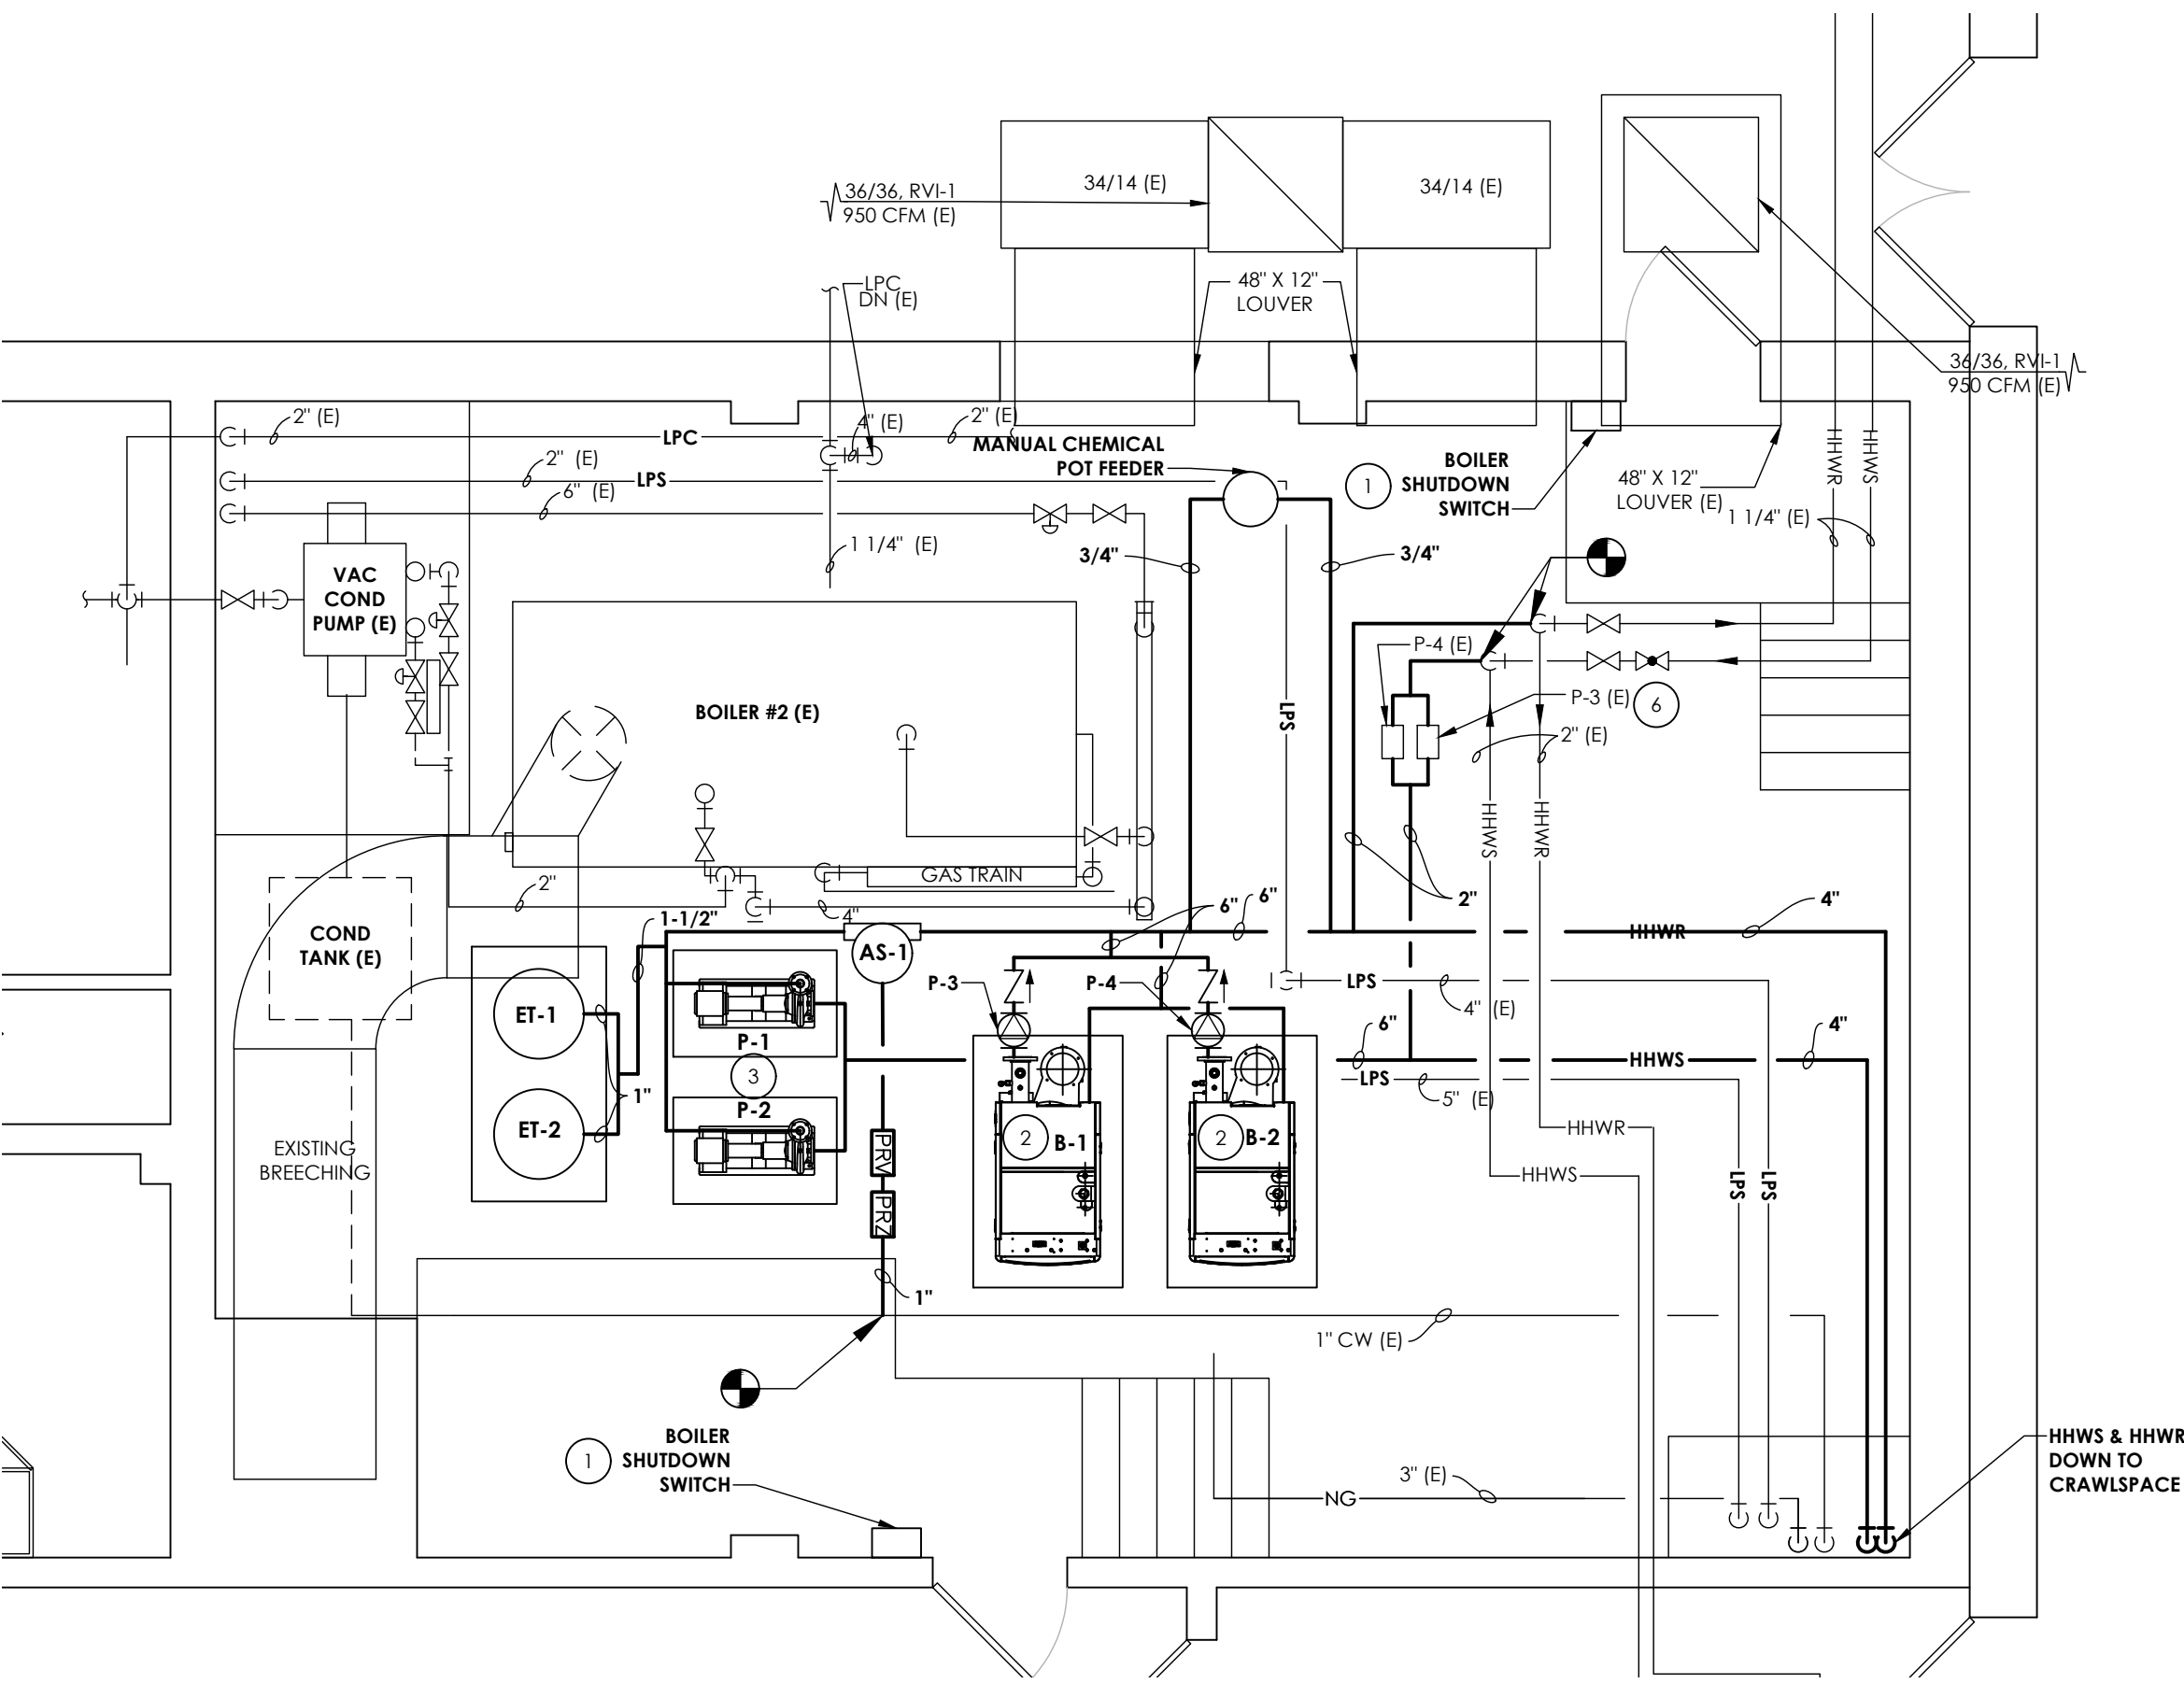 34/14 (E)
34/14 (E)
36/36, RVI-1
950 CFM (E)
LPC
DN (E)
48" X 12"
LOUVER
36/36, RVI-1
950 CFM (E)
2" (E)
LPC
4" (E)
2" (E)
MANUAL CHEMICAL
POT FEEDER
1
BOILER
SHUTDOWN
SWITCH
48" X 12"
LOUVER (E)
HHWR
HHWS
2" (E)
LPS
6" (E)
1 1/4" (E)
1 1/4" (E)
3/4"
3/4"
VAC
COND
PUMP (E)
P-4 (E)
P-3 (E)
6
2" (E)
BOILER #2 (E)
LPS
HHWS
HHWR
GAS TRAIN
2"
4"
2"
4"
1-1/2"
6"
6"
HHWR
COND
TANK (E)
AS-1
P-3
P-4
LPS
4" (E)
ET-1
P-1
3
P-2
1"
6"
4"
HHWS
LPS
5" (E)
ET-2
2
B-1
2
B-2
HHWR
HHWS
LPS
LPS
EXISTING
BREECHING
PRV
PRZ
1"
1" CW (E)
1
BOILER
SHUTDOWN
SWITCH
3" (E)
NG
HHWS & HHWR
DOWN TO
CRAWLSPACE